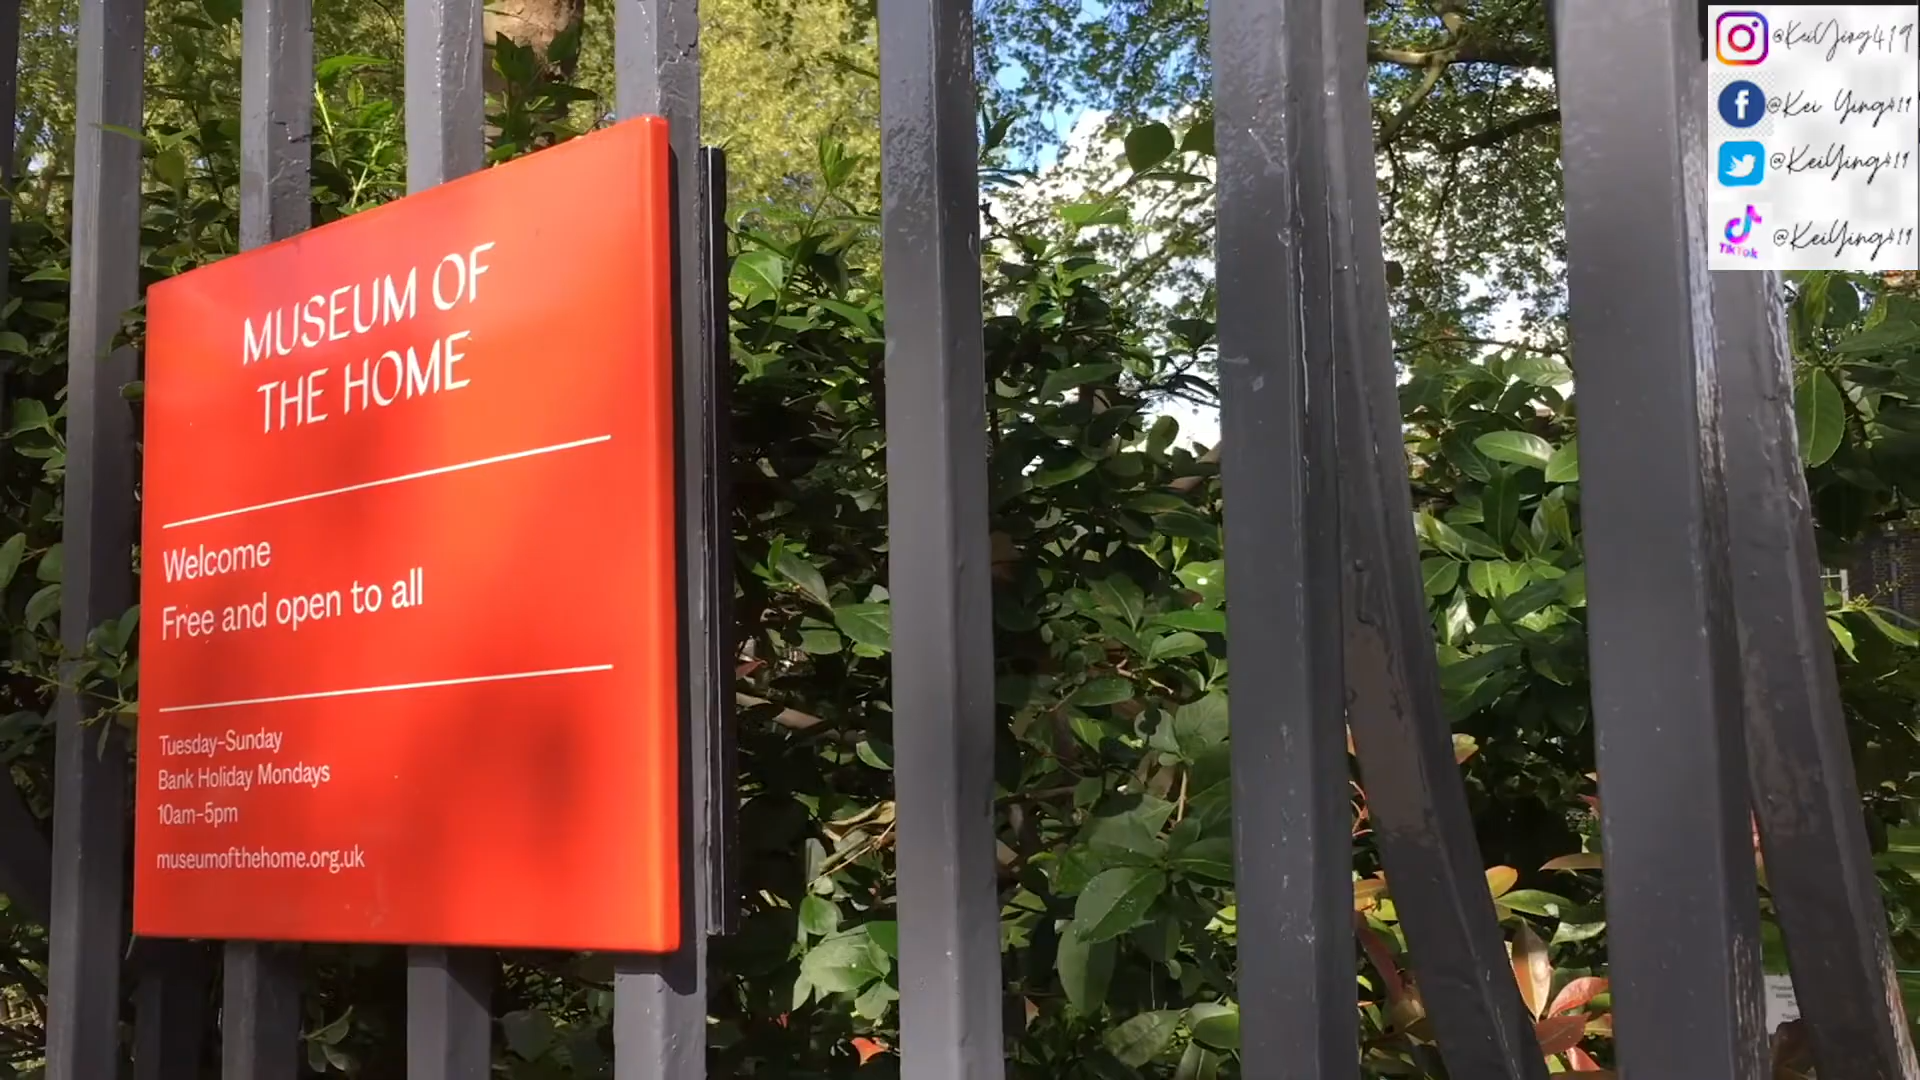 MUSEUM OF
THE HOME
Welcome
Free and open to all
Tuesday–Sunday
Bank Holiday Mondays
10am–5pm
museumofthehome.org.uk
@KeiYing419
@Kei Ying419
@KeiYing419
TikTok
@KeiYing419